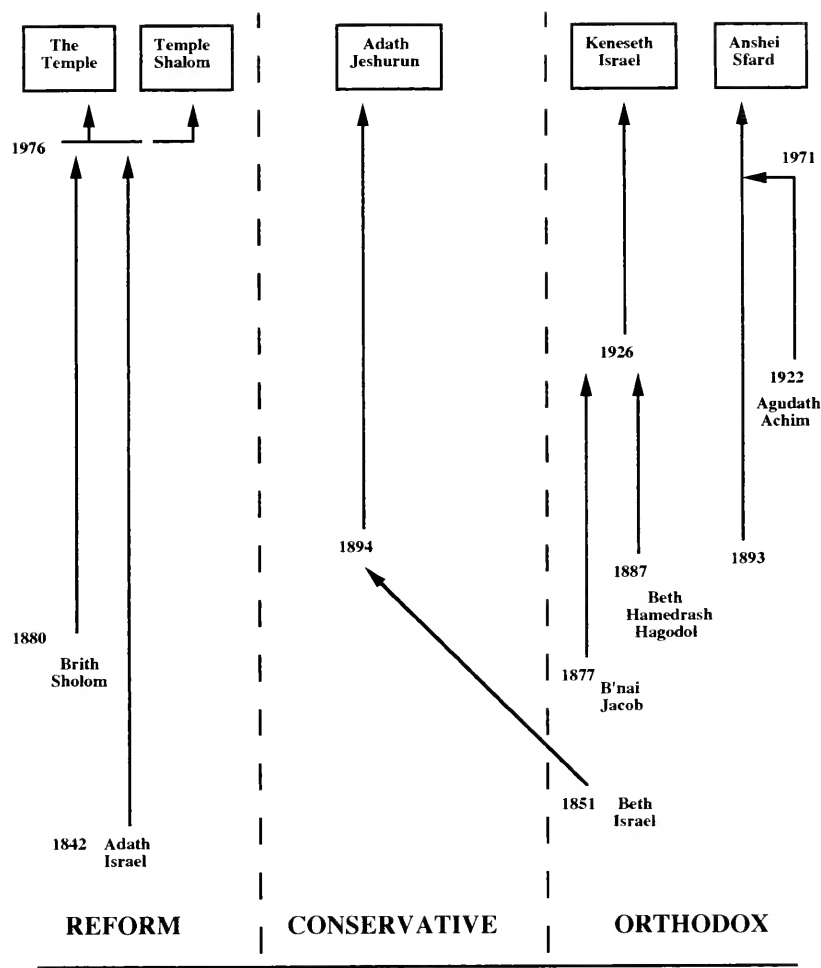 The
Temple
Temple
Shalom
Adath
Jeshurun
Keneseth
Israel
Anshei
Sfard
1976
1971
1926
1922
Agudath
Achim
1894
1893
1887
Beth
Hamedrash
Hagodol
1880
Brith
Sholom
1877
B'nai
Jacob
1851
Beth
Israel
1842
Adath
Israel
REFORM
CONSERVATIVE
ORTHODOX